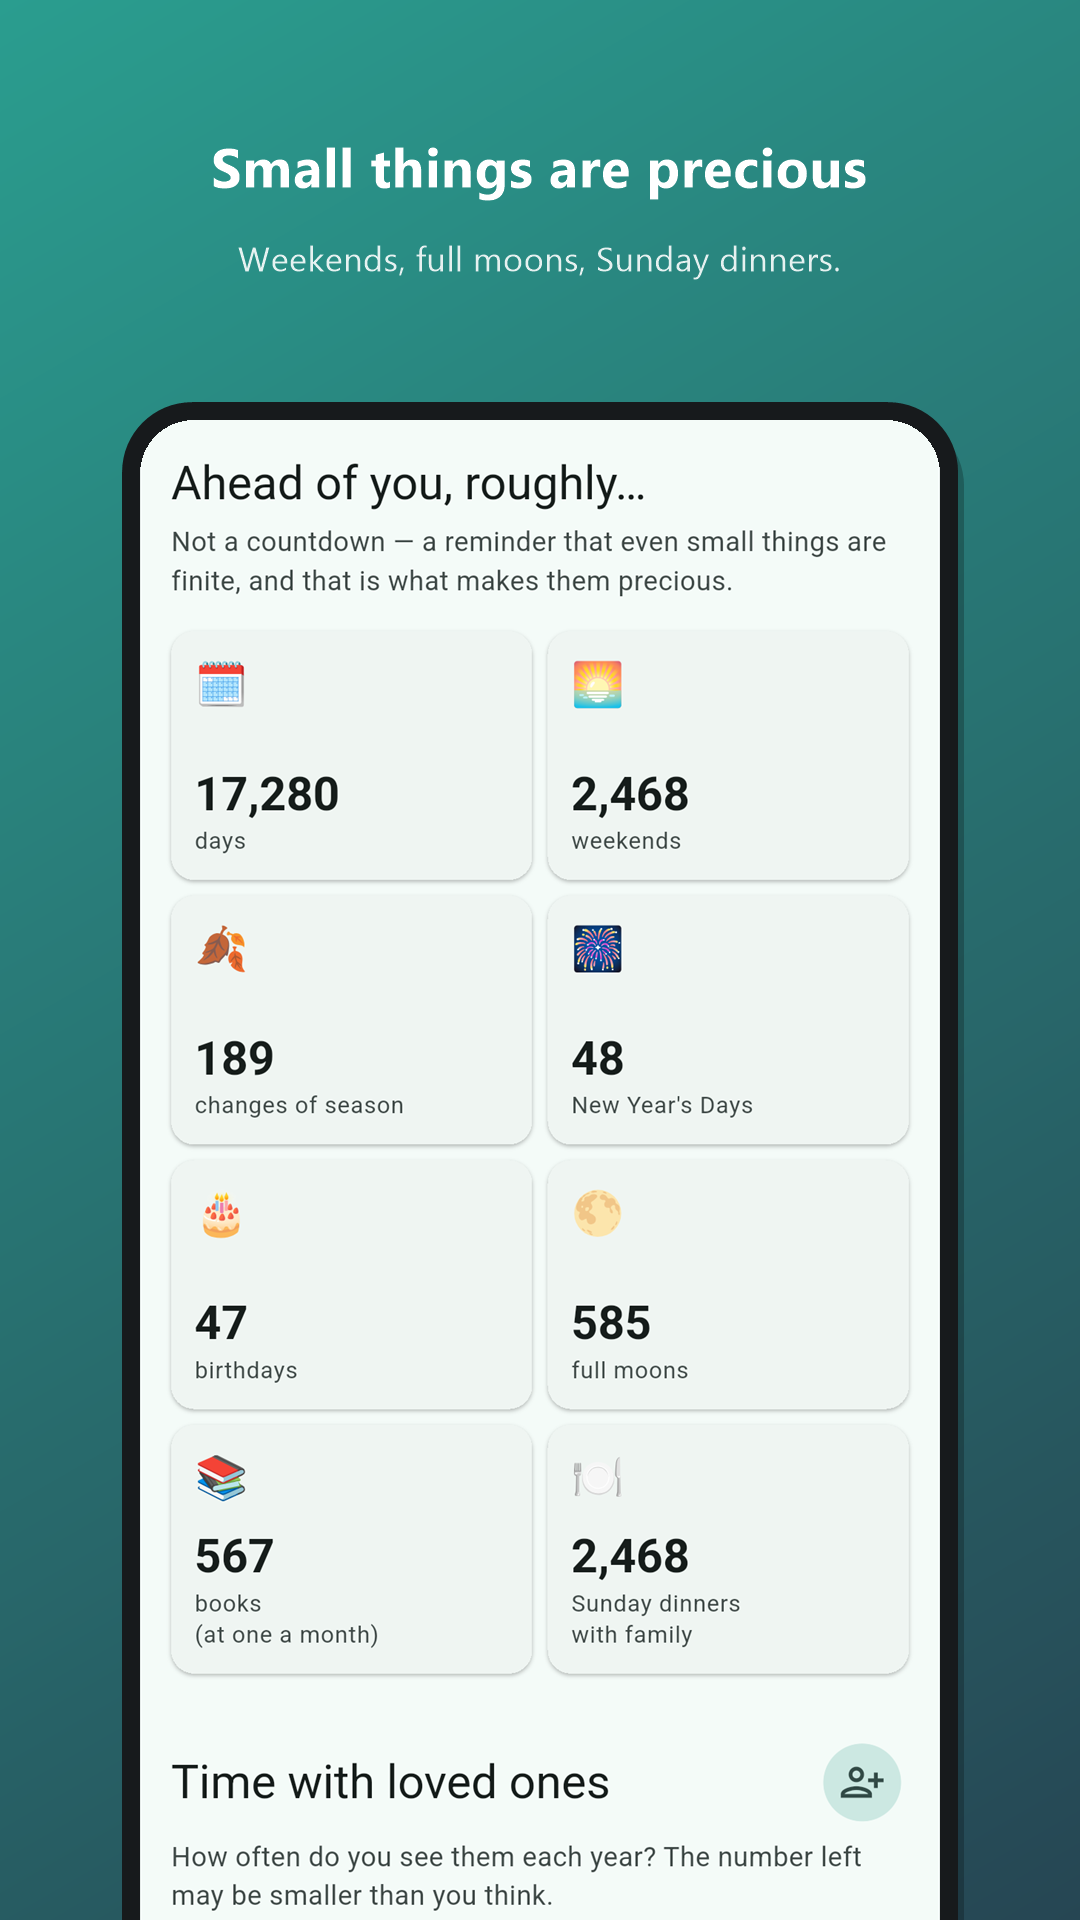 Small things are precious
Weekends, full moons, Sunday dinners.
Ahead of you, roughly...
Not a countdown — a reminder that even small things are
finite, and that is what makes them precious.
17,280
days
2,468
weekends
189
changes of season
48
New Year's Days
47
birthdays
585
full moons
567
books
(at one a month)
2,468
Sunday dinners
with family
Time with loved ones
How often do you see them each year? The number left
may be smaller than you think.